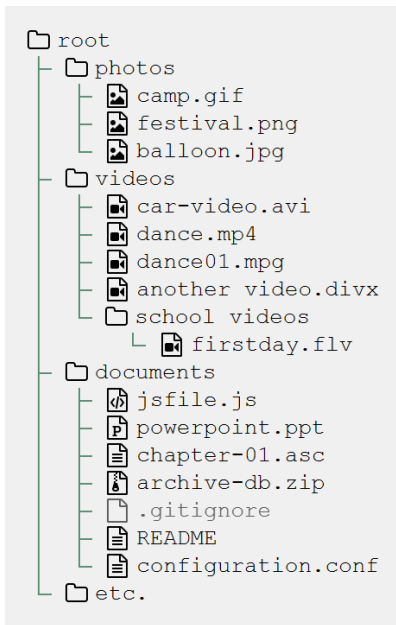 root
photos
camp.gif
festival.png
balloon.jpg
videos
car-video.avi
dance.mp4
dance01.mpg
another video.divx
school videos
firstday.flv
documents
jsfile.js
powerpoint.ppt
chapter-01.asc
archive-db.zip
.gitignore
README
configuration.conf
etc.